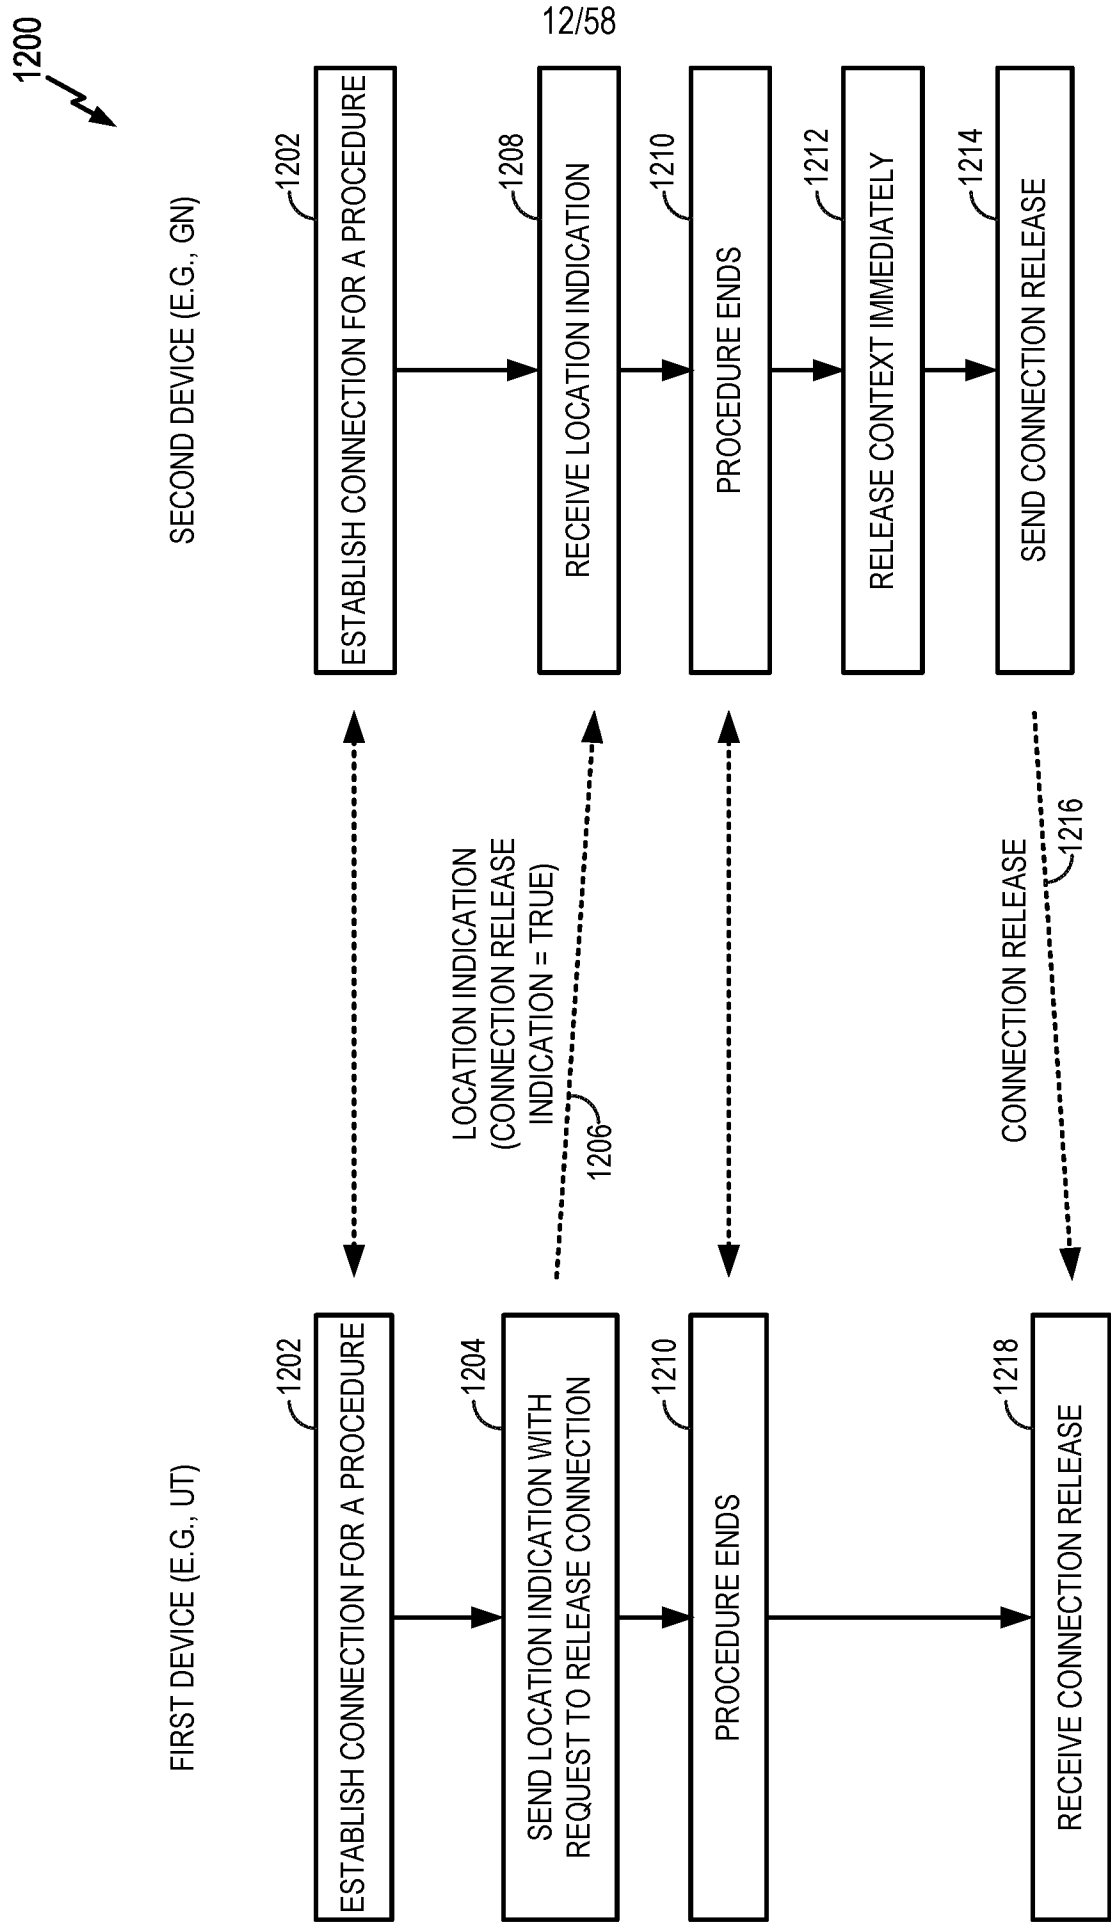 12/58
1200
FIRST DEVICE (E.G., UT)
SECOND DEVICE (E.G., GN)
1202
ESTABLISH CONNECTION FOR A PROCEDURE
1202
ESTABLISH CONNECTION FOR A PROCEDURE
1204
SEND LOCATION INDICATION WITH
REQUEST TO RELEASE CONNECTION
LOCATION INDICATION
(CONNECTION RELEASE
INDICATION = TRUE)
1206
1208
RECEIVE LOCATION INDICATION
1210
PROCEDURE ENDS
1210
PROCEDURE ENDS
1212
RELEASE CONTEXT IMMEDIATELY
1214
SEND CONNECTION RELEASE
CONNECTION RELEASE
1216
1218
RECEIVE CONNECTION RELEASE